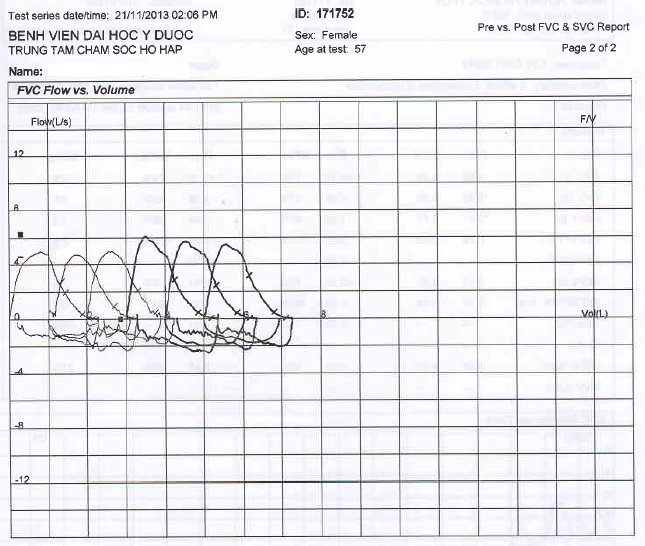 Test series date/time: 21/11/2013 02:06 PM
ID: 171752
Pre vs. Post FVC & SVC Report
BENH VIEN DAI HOC Y DUOC
Sex: Female
TRUNG TAM CHAM SOC HO HAP
Age at test: 57
Page 2 of 2
Name:
FVC Flow vs. Volume
Flow(L/s)
F/V
12
8
4
0
8
Vol(L)
-4
-8
-12